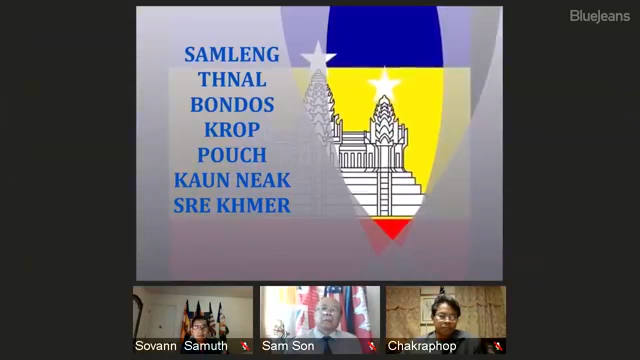 BlueJeans
SAMLENG
THNAL
BONDOS
KROP
POUCH
KAUN NEAK
SRE KHMER
Sovann Samuth
Sam Son
Chakraphop